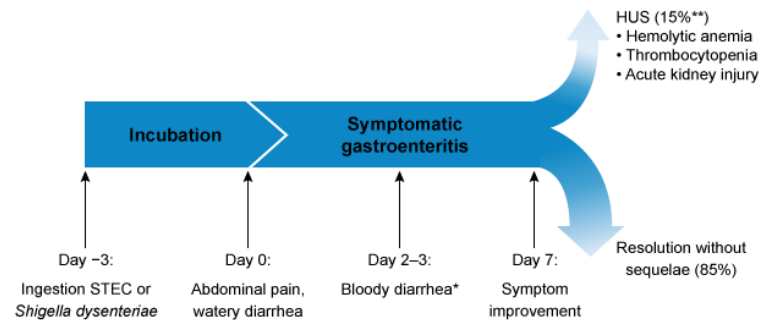 HUS (15%**)
• Hemolytic anemia
• Thrombocytopenia
• Acute kidney injury
Incubation
Symptomatic
gastroenteritis
Day −3:
Ingestion STEC or
Shigella dysenteriae
Day 0:
Abdominal pain,
watery diarrhea
Day 2–3:
Bloody diarrhea*
Day 7:
Symptom
improvement
Resolution without
sequelae (85%)